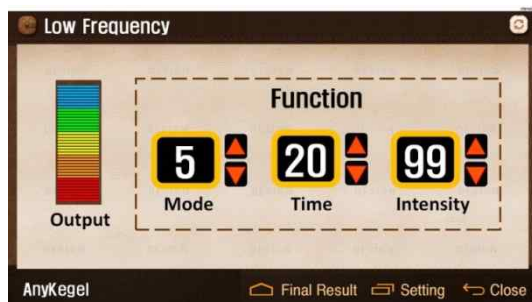 Low Frequency
Function
5 20 99
Mode Time Intensity
Output
AnyKegel Final Result Setting Close